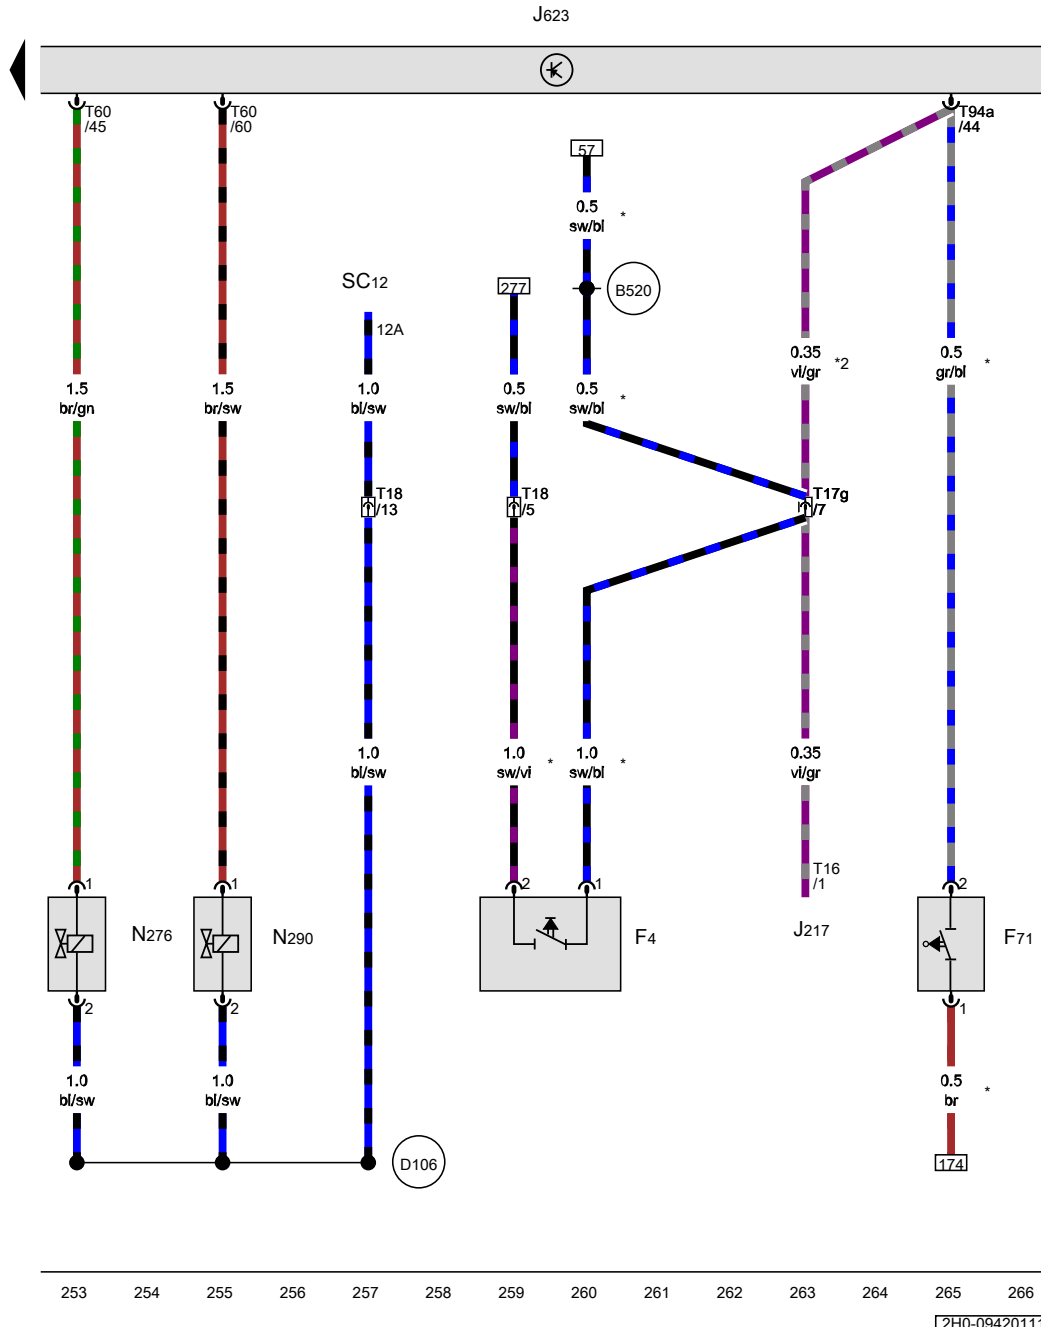 J623
T60
/45
T60
/60
T94a
/44
57
0.5
sw/bl
*
SC12
277
B520
12A
0.35
vi/gr
*2
0.5
gr/bl
*
1.5
br/gn
1.5
br/sw
1.0
bl/sw
0.5
sw/bl
0.5
sw/bl
*
T18
/13
T18
/5
T17g
/7
1.0
bl/sw
1.0
sw/vi
*
1.0
sw/bl
*
0.35
vi/gr
T16
/1
1
1
2
1
2
N276
N290
F4
J217
F71
2
2
1
1.0
bl/sw
1.0
bl/sw
0.5
br
*
D106
174
253 254 255 256 257 258 259 260 261 262 263 264 265 266
2H0-09420111